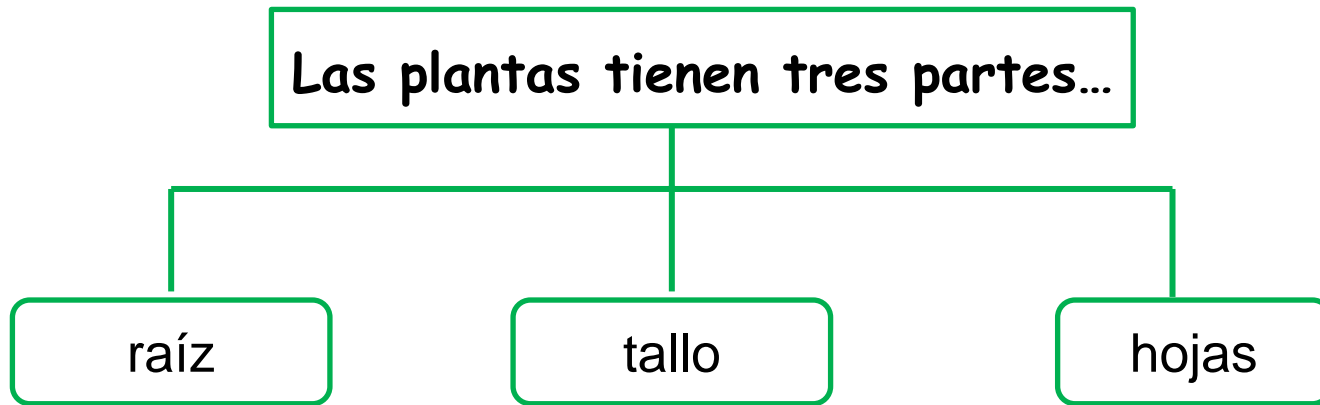 Las plantas tienen tres partes…
raíz
tallo
hojas